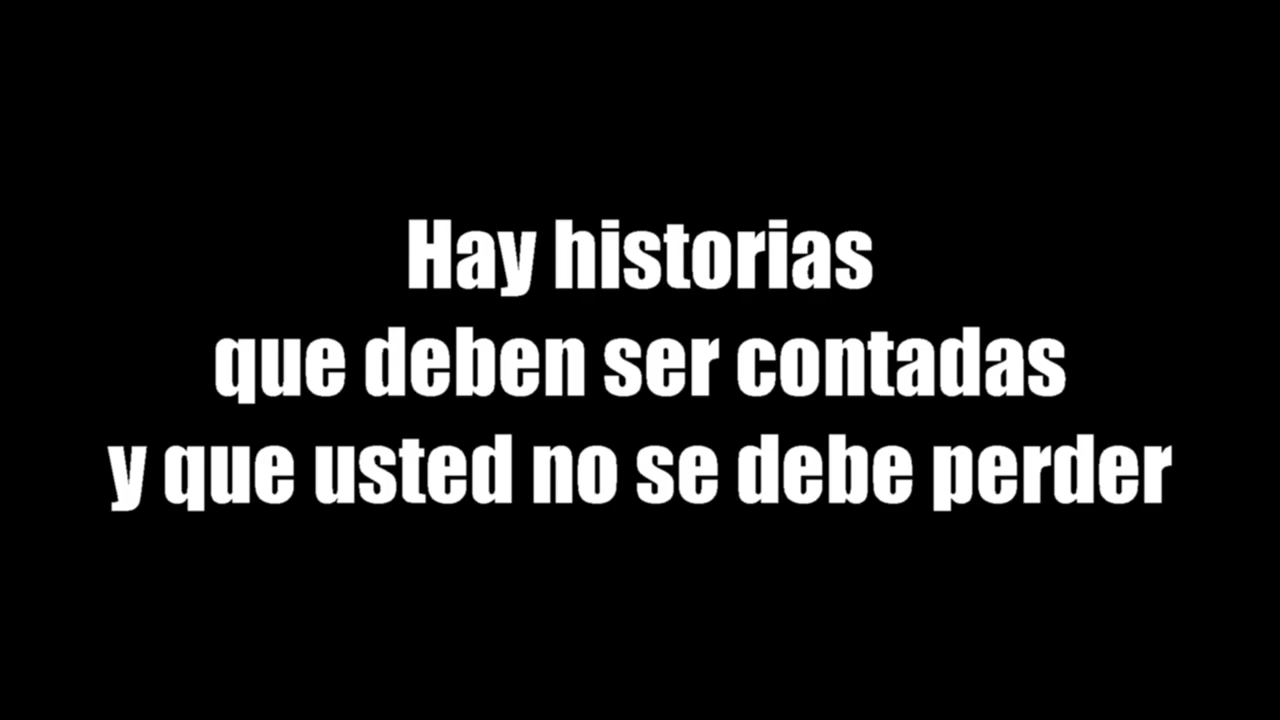 Hay historias
que deben ser contadas
y que usted no se debe perder